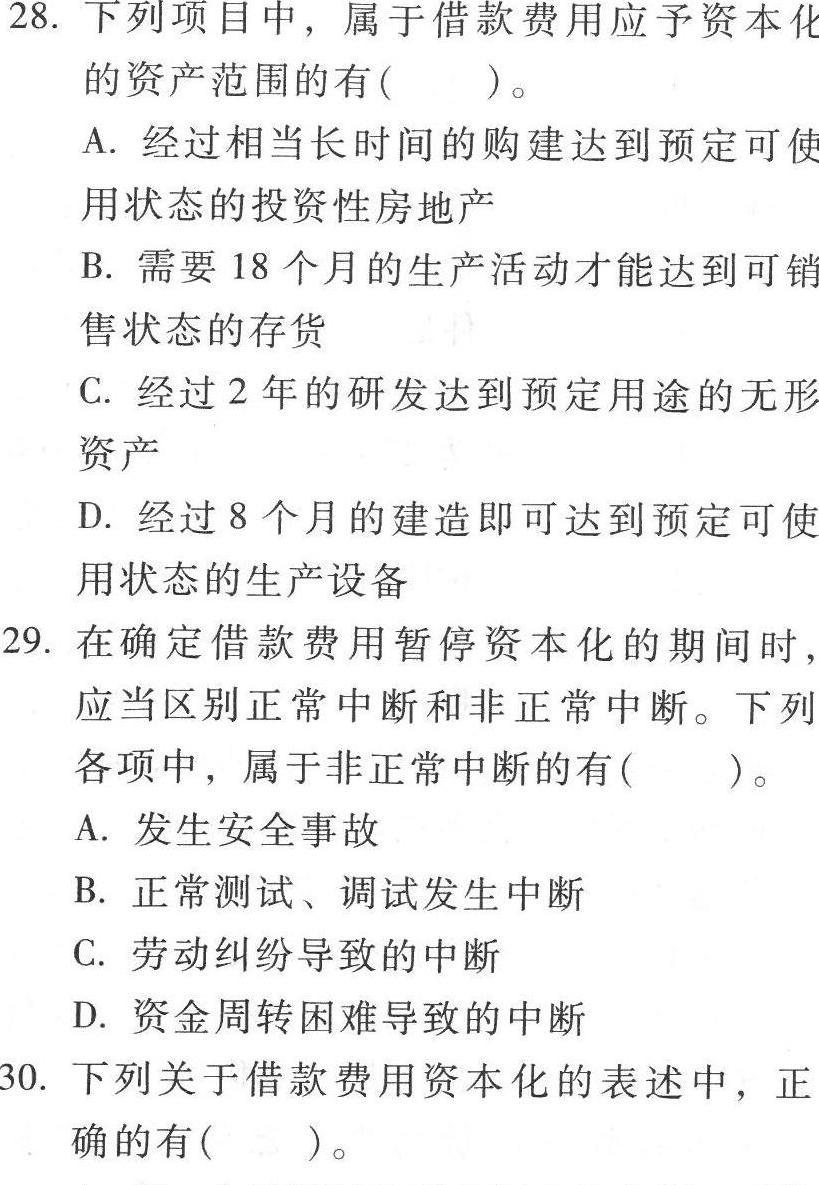 28. 下列项目中，属于借款费用应予资本化
的资产范围的有(　　)。
A. 经过相当长时间的购建达到预定可使
用状态的投资性房地产
B. 需要 18 个月的生产活动才能达到可销
售状态的存货
C. 经过 2 年的研发达到预定用途的无形
资产
D. 经过 8 个月的建造即可达到预定可使
用状态的生产设备
29. 在确定借款费用暂停资本化的期间时，
应当区别正常中断和非正常中断。下列
各项中，属于非正常中断的有(　　)。
A. 发生安全事故
B. 正常测试、调试发生中断
C. 劳动纠纷导致的中断
D. 资金周转困难导致的中断
30. 下列关于借款费用资本化的表述中，正
确的有(　　)。